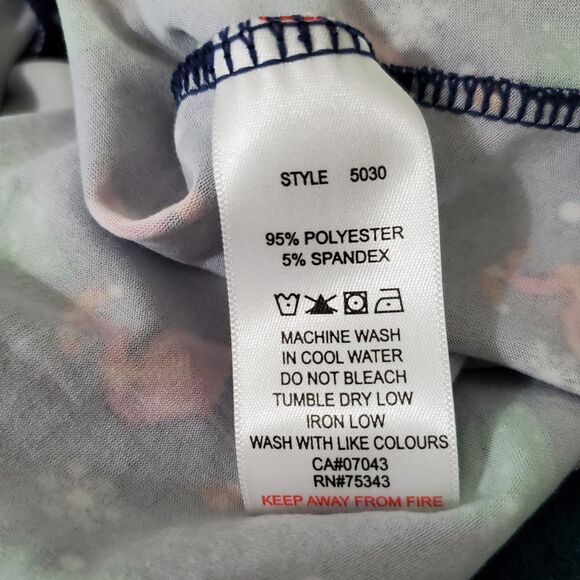 STYLE 5030
95% POLYESTER
5% SPANDEX
MACHINE WASH
IN COOL WATER
DO NOT BLEACH
TUMBLE DRY LOW
IRON LOW
WASH WITH LIKE COLOURS
CA#07043
RN#75343
KEEP AWAY FROM FIRE